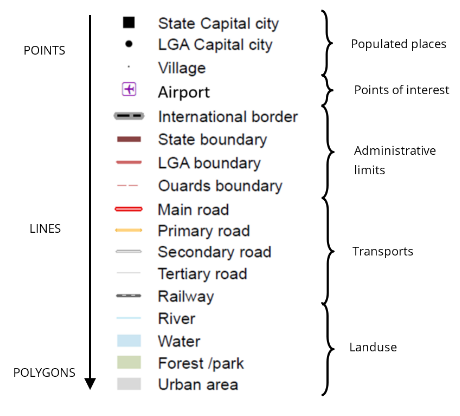 POINTS
LINES
POLYGONS
State Capital city
LGA Capital city
Village
Airport
International border
State boundary
LGA boundary
Ouards boundary
Main road
Primary road
Secondary road
Tertiary road
Railway
River
Water
Forest /park
Urban area
Populated places
Points of interest
Administrative
limits
Transports
Landuse